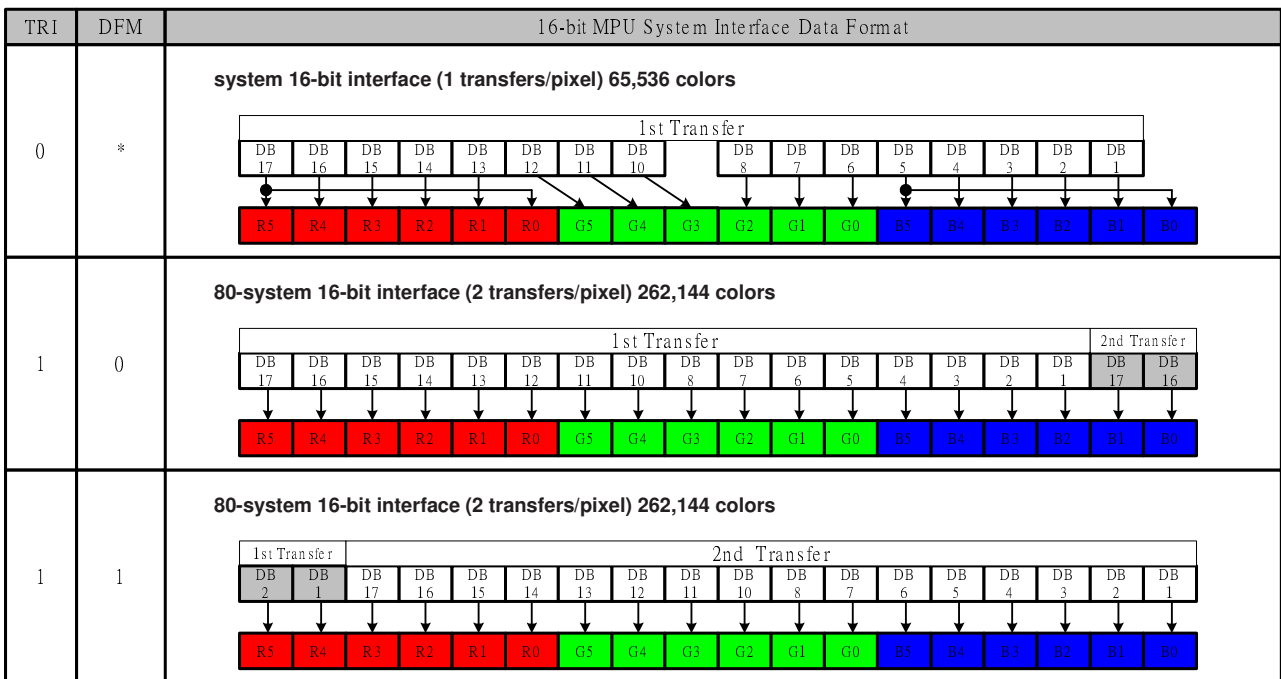 TRI DFM 16-bit MPU System Interface Data Format
system 16-bit interface (1 transfers/pixel) 65,536 colors
1st Transfer
0 *
DB DB DB DB DB DB DB DB DB DB DB DB DB DB DB DB
17 16 15 14 13 12 11 10 8 7 6 5 4 3 2 1
R5 R4 R3 R2 R1 R0 G5 G4 G3 G2 G1 G0 B5 B4 B3 B2 B1 B0
80-system 16-bit interface (2 transfers/pixel) 262,144 colors
1st Transfer 2nd Transfer
1 0
DB DB DB DB DB DB DB DB DB DB DB DB DB DB DB DB DB DB
17 16 15 14 13 12 11 10 8 7 6 5 4 3 2 1 17 16
R5 R4 R3 R2 R1 R0 G5 G4 G3 G2 G1 G0 B5 B4 B3 B2 B1 B0
80-system 16-bit interface (2 transfers/pixel) 262,144 colors
1st Transfer 2nd Transfer
1 1
DB DB DB DB DB DB DB DB DB DB DB DB DB DB DB DB DB DB
2 1 17 16 15 14 13 12 11 10 8 7 6 5 4 3 2 1
R5 R4 R3 R2 R1 R0 G5 G4 G3 G2 G1 G0 B5 B4 B3 B2 B1 B0